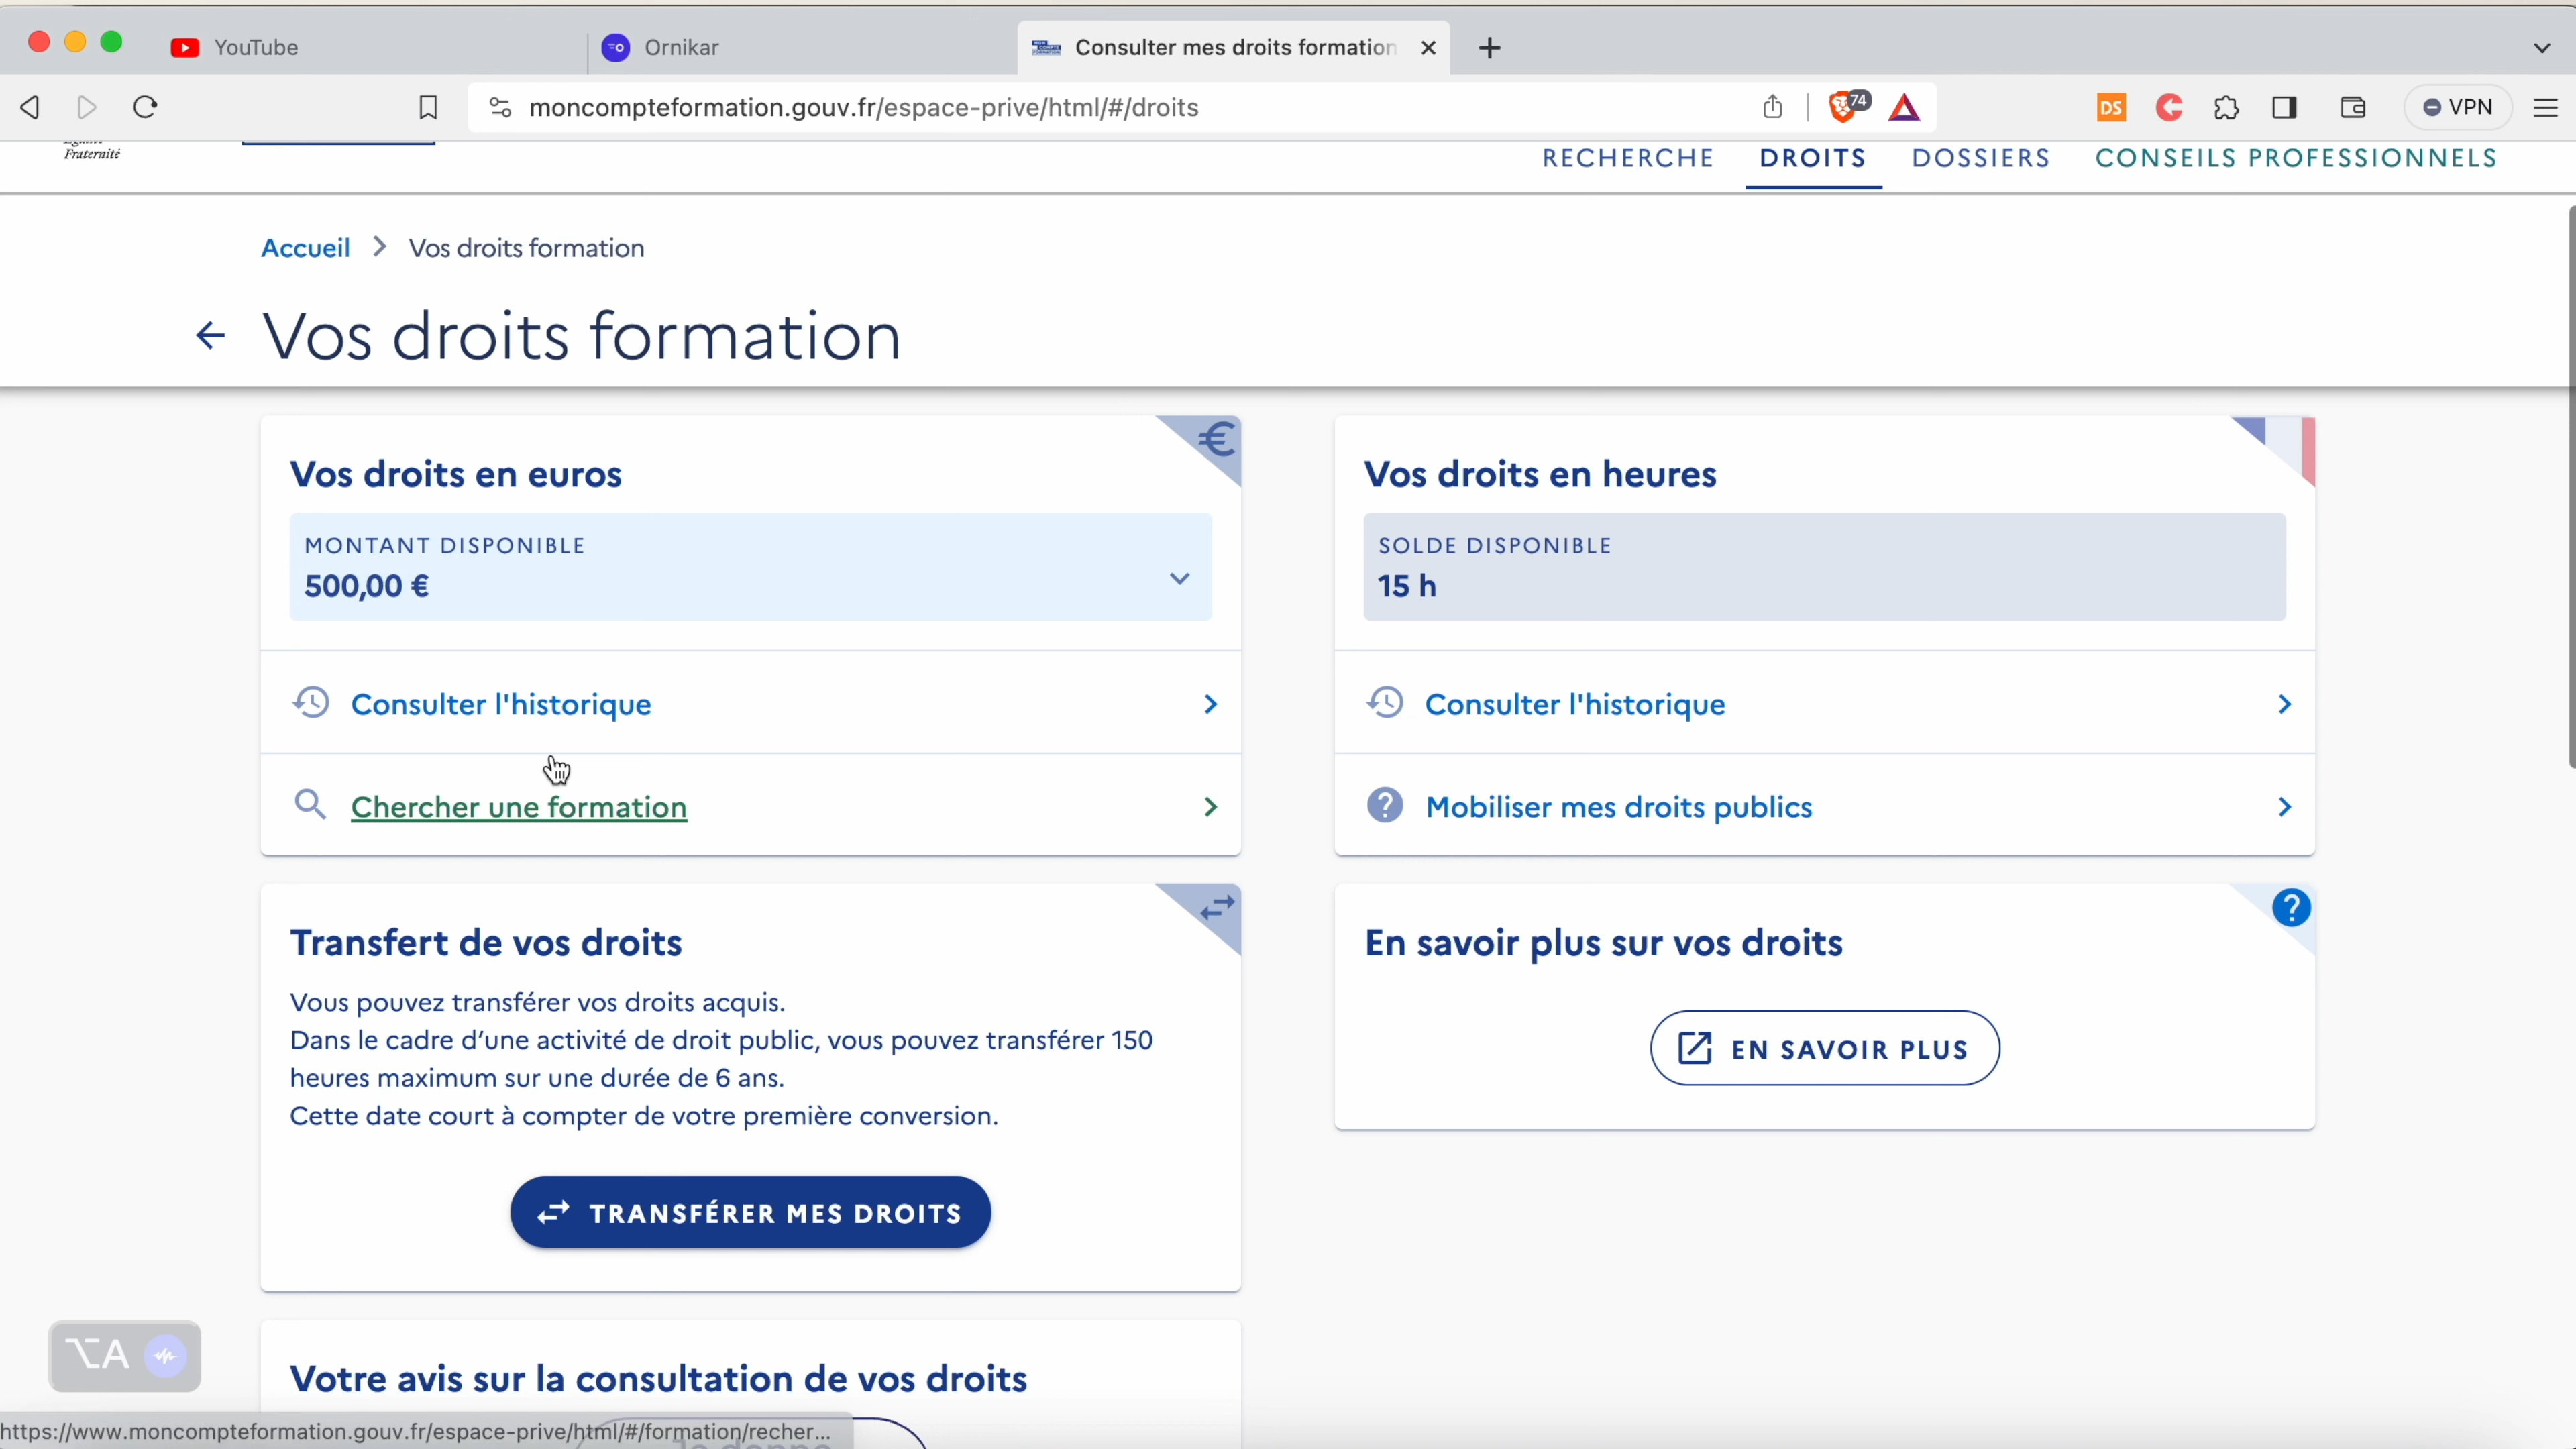 YouTube
Ornikar
Consulter mes droits formation
moncompteformation.gouv.fr/espace-prive/html/#/droits
74
DS
VPN
Fraternité
RECHERCHE
DROITS
DOSSIERS
CONSEILS PROFESSIONNELS
Accueil > Vos droits formation
Vos droits formation
€
Vos droits en euros
MONTANT DISPONIBLE
500,00 €
Consulter l'historique
Chercher une formation
Vos droits en heures
SOLDE DISPONIBLE
15 h
Consulter l'historique
Mobiliser mes droits publics
Transfert de vos droits
Vous pouvez transférer vos droits acquis.
Dans le cadre d’une activité de droit public, vous pouvez transférer 150
heures maximum sur une durée de 6 ans.
Cette date court à compter de votre première conversion.
TRANSFÉRER MES DROITS
En savoir plus sur vos droits
EN SAVOIR PLUS
⌥A
Votre avis sur la consultation de vos droits
https://www.moncompteformation.gouv.fr/espace-prive/html/#/formation/recher...